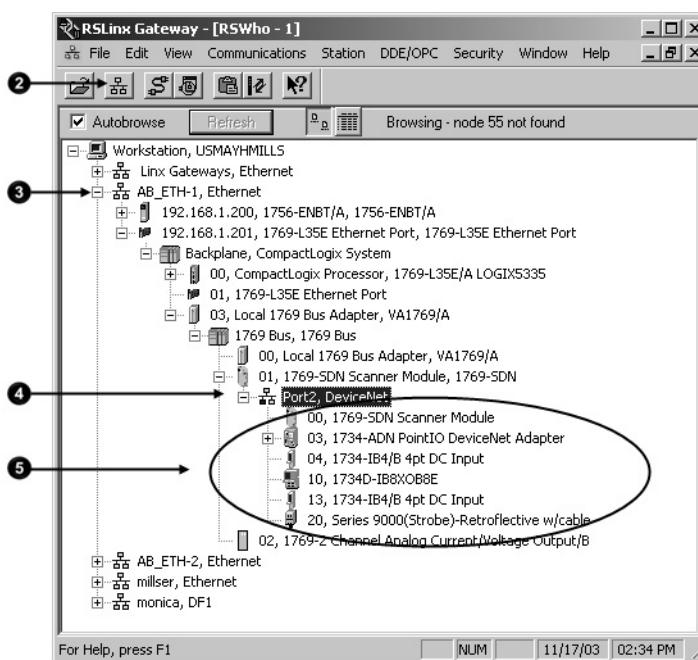 RSLinx Gateway - [RSWho - 1]
File Edit View Communications Station DDE/OPC Security Window Help
2
Autobrowse Refresh Browsing - node 55 not found
Workstation, USMAYHMILLS
Linx Gateways, Ethernet
3 AB_ETH-1, Ethernet
192.168.1.200, 1756-ENBT/A, 1756-ENBT/A
192.168.1.201, 1769-L35E Ethernet Port, 1769-L35E Ethernet Port
Backplane, CompactLogix System
00, CompactLogix Processor, 1769-L35E/A LOGIX5335
01, 1769-L35E Ethernet Port
03, Local 1769 Bus Adapter, VA1769/A
1769 Bus, 1769 Bus
00, Local 1769 Bus Adapter, VA1769/A
01, 1769-SDN Scanner Module, 1769-SDN
4 Port2, DeviceNet
00, 1769-SDN Scanner Module
03, 1734-ADN PointIO DeviceNet Adapter
04, 1734-IB4/B 4pt DC Input
5
10, 1734D-IB8XOB8E
13, 1734-IB4/B 4pt DC Input
20, Series 9000(Strobe)-Retroflective w/cable
02, 1769-2 Channel Analog Current/Voltage Output/B
AB_ETH-2, Ethernet
millser, Ethernet
monica, DF1
For Help, press F1 NUM 11/17/03 02:34 PM